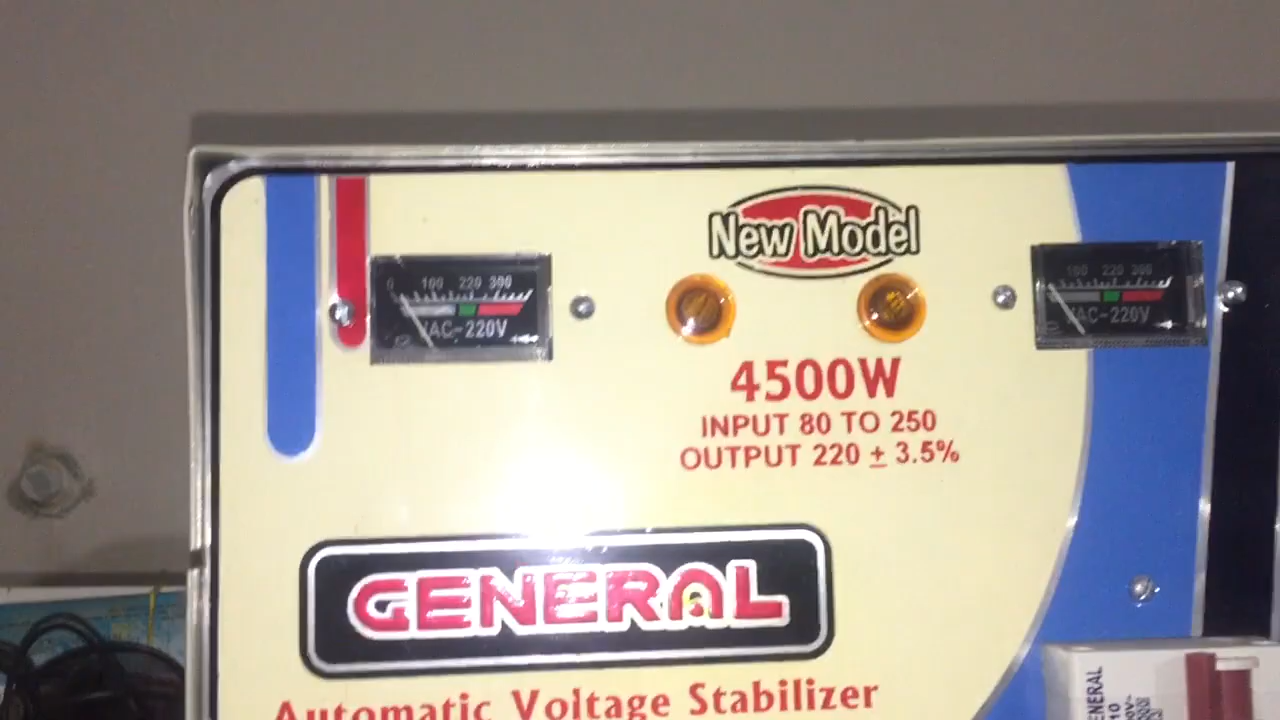 New Model
0 100 220 300
VAC-220V
100 220 300
VAC-220V
4500W
INPUT 80 TO 250
OUTPUT 220 ± 3.5%
GENERAL
Automatic Voltage Stabilizer